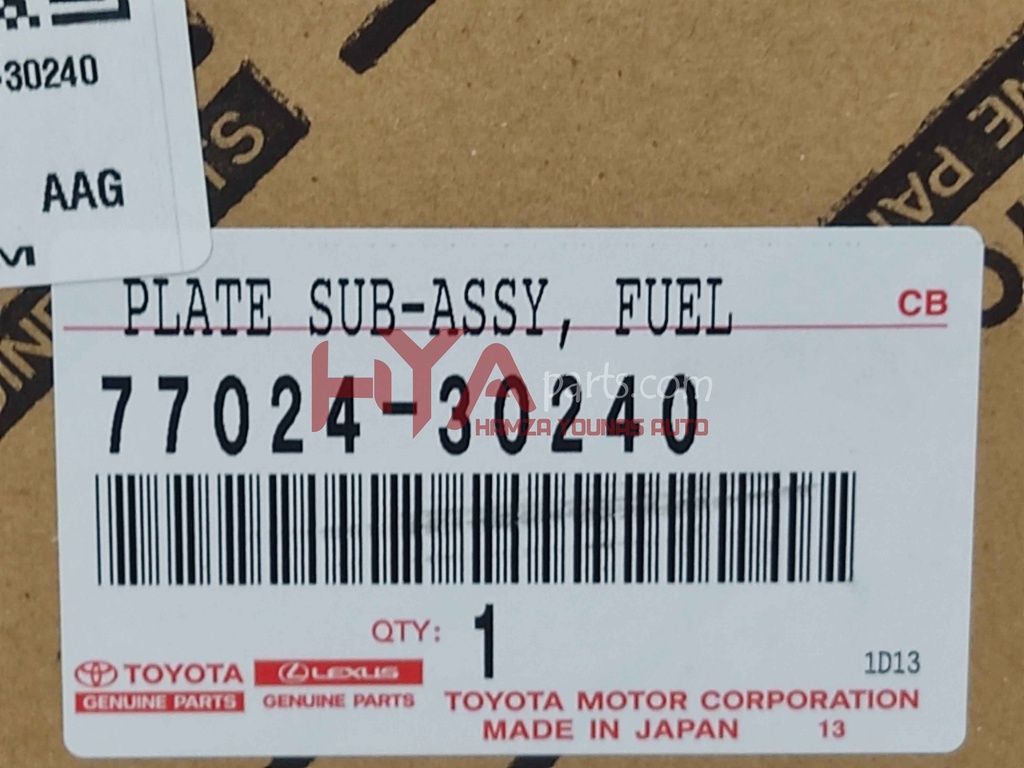 -30240
AAG
PLATE SUB-ASSY, FUEL CB
77024-30240
HYA parts.com
HAMZA YOUNAS AUTO
QTY: 1
1D13
TOYOTA LEXUS
GENUINE PARTS GENUINE PARTS
TOYOTA MOTOR CORPORATION
MADE IN JAPAN 13